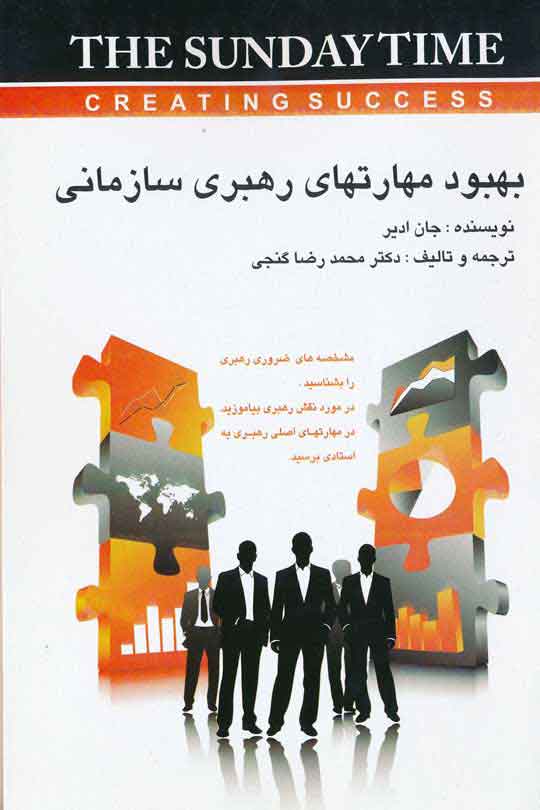 THE SUNDAY TIME
CREATING SUCCESS
بهبود مهارتهای رهبری سازمانی
نویسنده : جان ادیر
ترجمه و تالیف : دکتر محمد رضا گنجی
مشخصه های ضروری رهبری
را بشناسید .
در مورد نقش رهبری بیاموزید.
در مهارتهای اصلی رهبری به
استادی برسید.